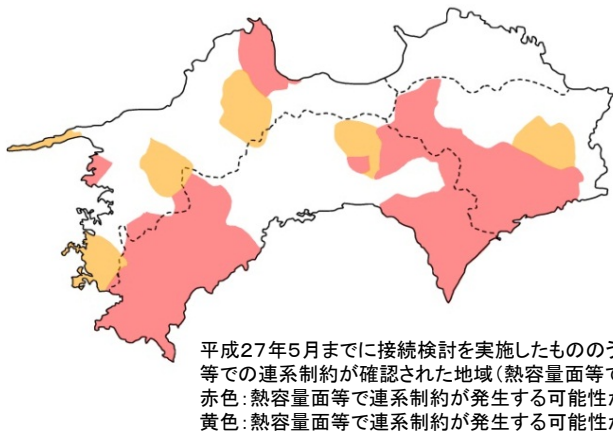 平成27年5月までに接続検討を実施したもののう
等での連系制約が確認された地域(熱容量面等で
赤色:熱容量面等で連系制約が発生する可能性か
黄色:熱容量面等で連系制約が発生する可能性か